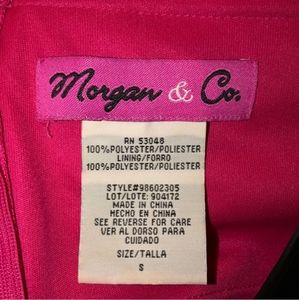 Morgan & Co.
RN 53048
100%POLYESTER/POLIESTER
LINING/FORRO
100%POLYESTER/POLIESTER
STYLE#98602305
LOT/LOTE: 904172
MADE IN CHINA
HECHO EN CHINA
SEE REVERSE FOR CARE
VER AL DORSO PARA
CUIDADO
SIZE/TALLA
S